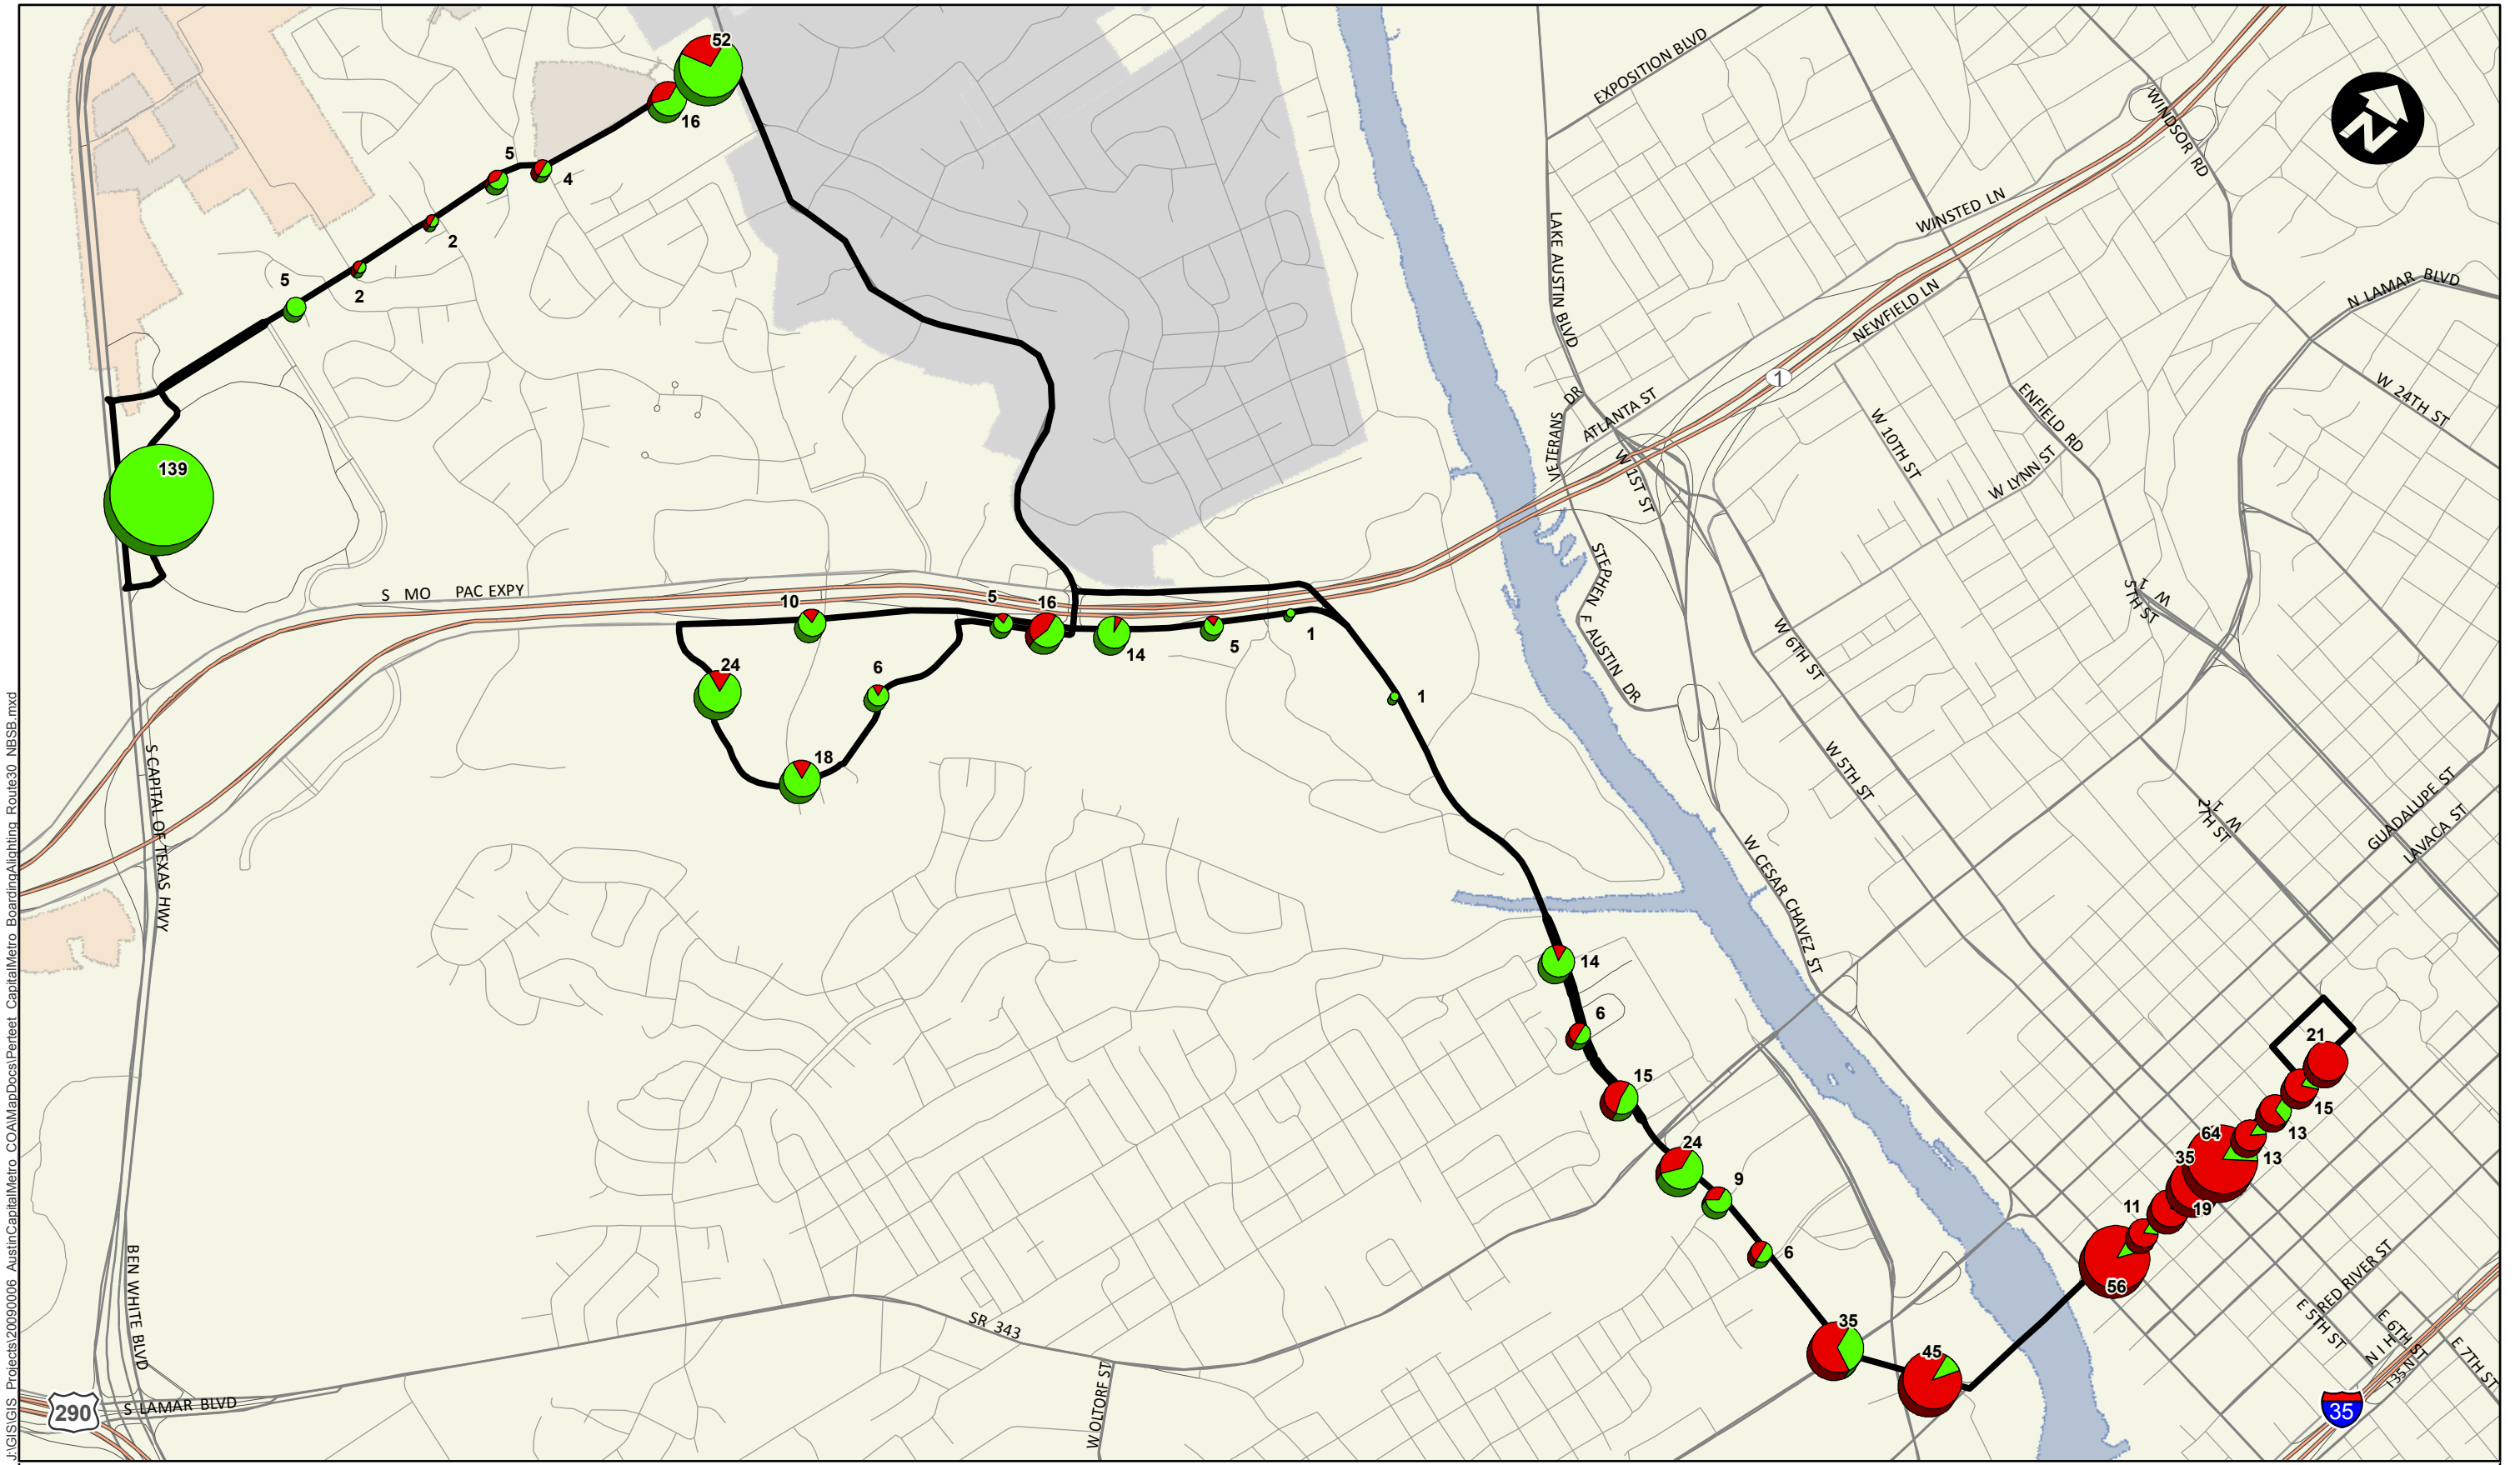 52
EXPOSITION BLVD
WINDSOR RD
N
16
5
4
2
5
2
LAKE AUSTIN BLVD
WINSTED LN
N LAMAR BLVD
NEWFIELD LN
1
W 24TH ST
ENFIELD RD
DR
VETERANS
ATLANTA ST
W 10TH ST
W LYNN ST
W 1ST ST
139
STEPHEN F AUSTIN DR
S MO PAC EXPY
W 1
5TH ST
10
5
16
14
5
1
W 6TH ST
24
6
1
18
W 5TH ST
S CAPITAL OF TEXAS HWY
GUADALUPE ST
LAVACA ST
W 1
2TH ST
W CESAR CHAVEZ ST
14
6
21
15
15
13
64
13
35
24
9
19
11
6
56
BEN WHITE BLVD
RED RIVER ST
E 5TH ST
E 6TH ST
E 7TH ST
N I H
35 N
SR 343
35
45
W OLTORF ST
290
S LAMAR BLVD
35
J:\GIS\GIS_Projects\20090006_AustinCapitalMetro_COA\MapDocs\Perteet_CapitalMetro_BoardingAlighting_Route30_NBSB.mxd